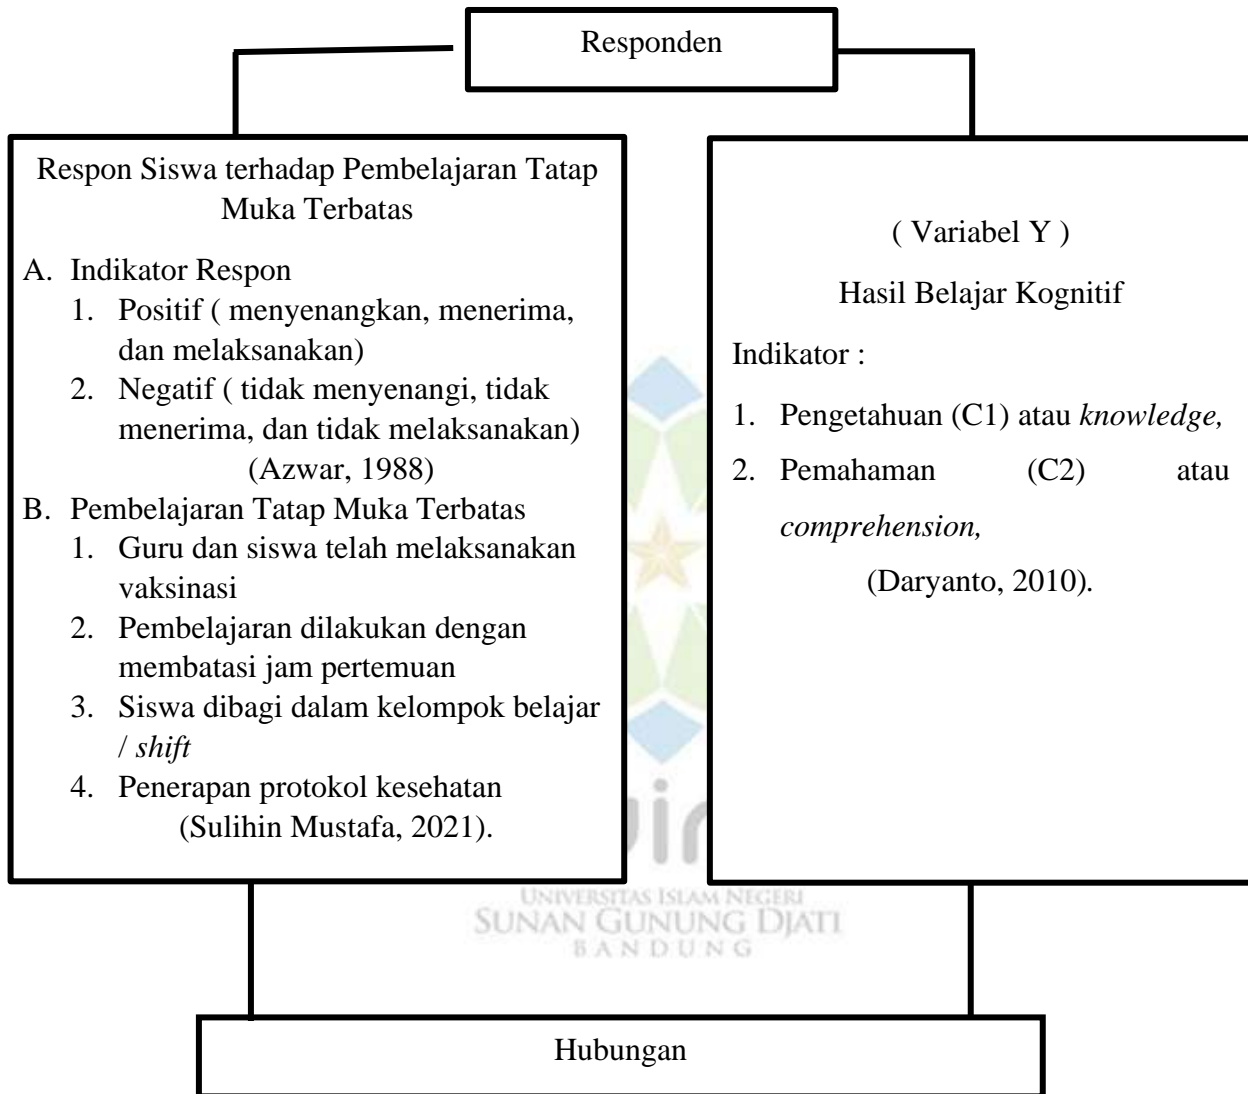 Responden
Respon Siswa terhadap Pembelajaran Tatap
Muka Terbatas
A. Indikator Respon
1. Positif ( menyenangkan, menerima,
dan melaksanakan)
2. Negatif ( tidak menyenangi, tidak
menerima, dan tidak melaksanakan)
(Azwar, 1988)
B. Pembelajaran Tatap Muka Terbatas
1. Guru dan siswa telah melaksanakan
vaksinasi
2. Pembelajaran dilakukan dengan
membatasi jam pertemuan
3. Siswa dibagi dalam kelompok belajar
/ shift
4. Penerapan protokol kesehatan
(Sulihin Mustafa, 2021).
( Variabel Y )
Hasil Belajar Kognitif
Indikator :
1. Pengetahuan (C1) atau knowledge,
2. Pemahaman (C2) atau
comprehension,
(Daryanto, 2010).
UNIVERSITAS ISLAM NEGERI
SUNAN GUNUNG DJATI
BANDUNG
Hubungan